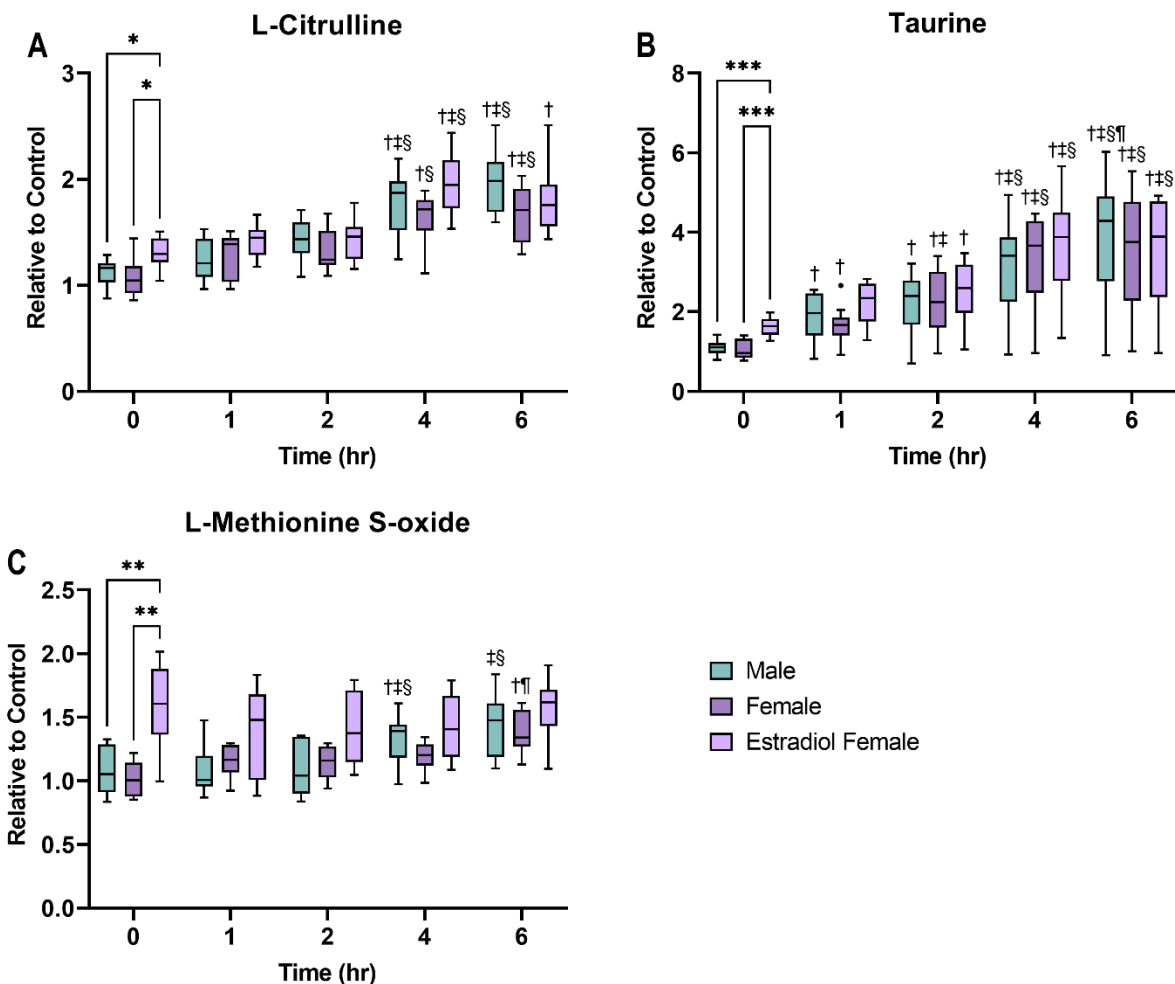 A
L-Citrulline
Relative to Control
3
2
1
0
*
*
†‡§
†§
†‡§
†‡§
†‡§
†
0 1 2 4 6
Time (hr)
B
Taurine
Relative to Control
8
6
4
2
0
***
***
†
†
†
†‡
†
†‡§
†‡§
†‡§
†‡§¶
†‡§
†‡§
0 1 2 4 6
Time (hr)
C
L-Methionine S-oxide
Relative to Control
2.5
2.0
1.5
1.0
0.5
0.0
**
**
†‡§
‡§
†¶
0 1 2 4 6
Time (hr)
Male
Female
Estradiol Female